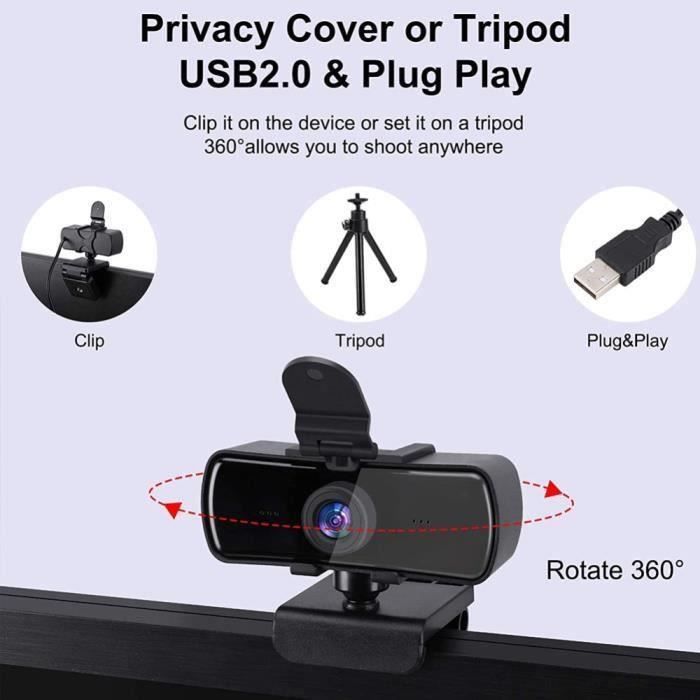 Privacy Cover or Tripod
USB2.0 & Plug Play
Clip it on the device or set it on a tripod
360°allows you to shoot anywhere
Clip
Tripod
Plug&Play
Rotate 360°